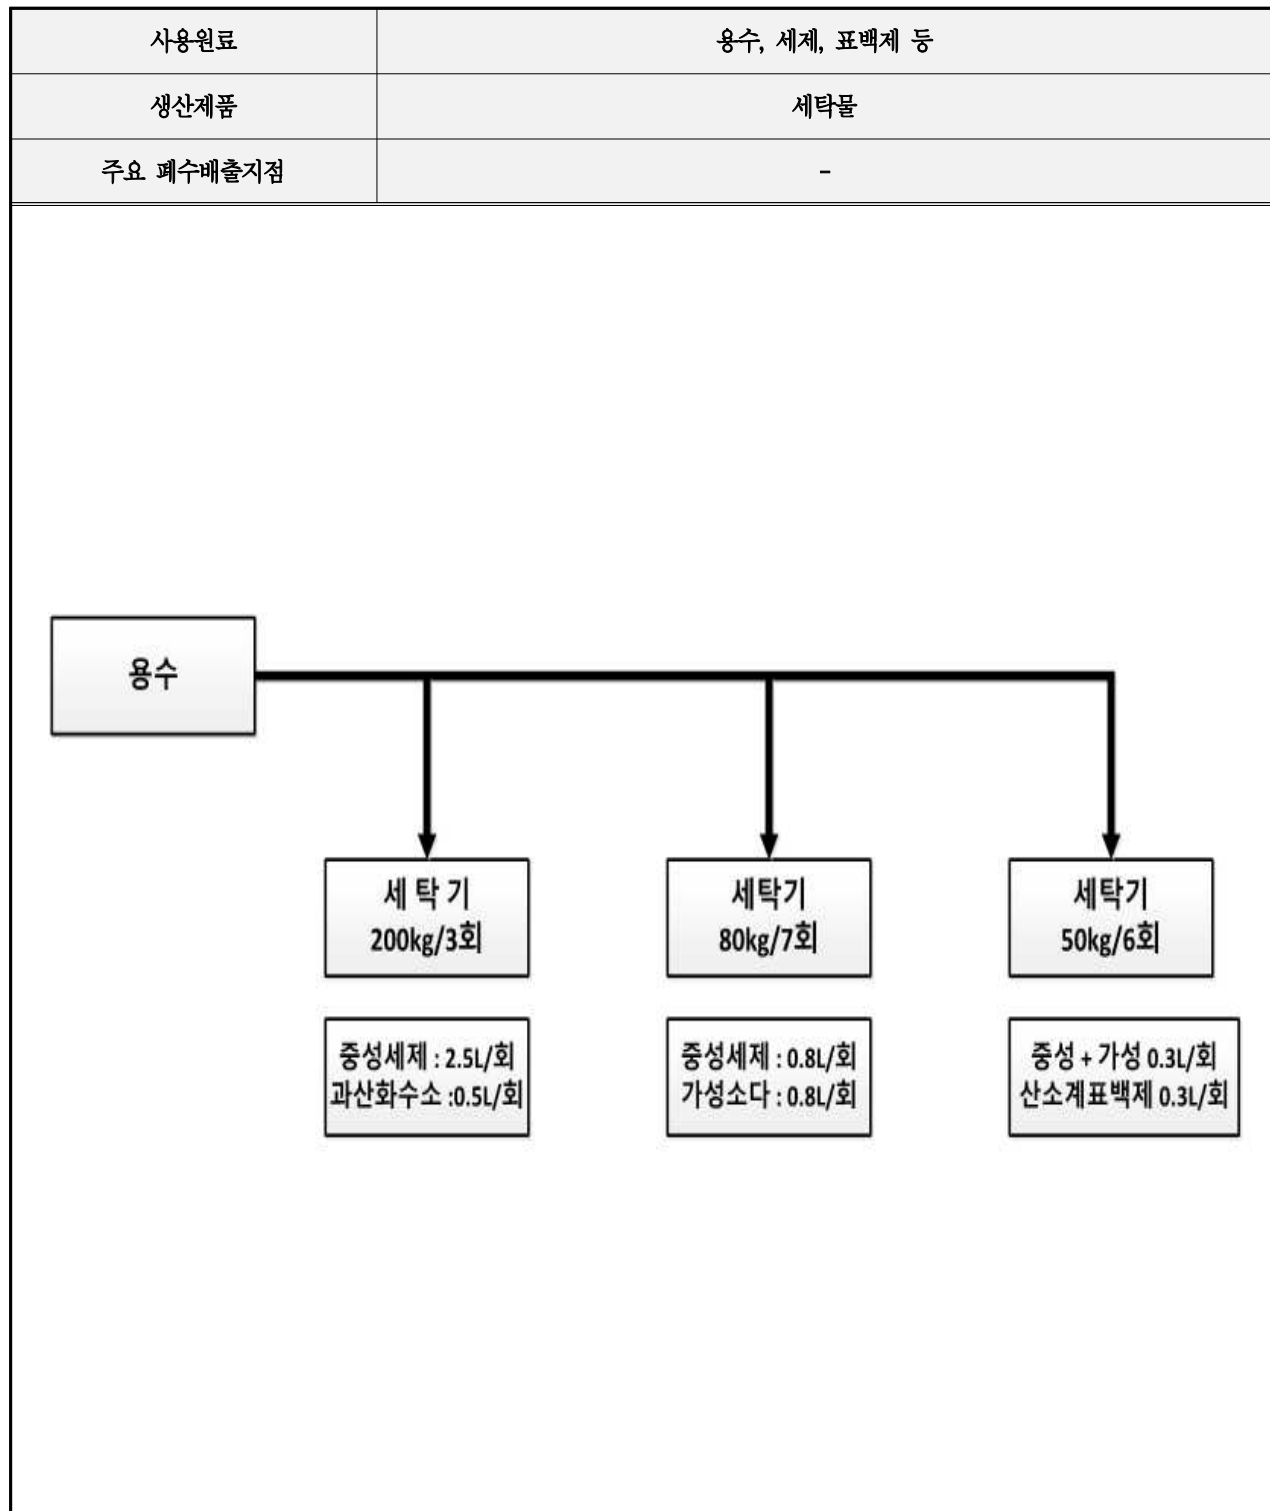 사용원료 용수, 세제, 표백제 등
생산제품 세탁물
주요 폐수배출지점 -
용수
세 탁 기
200kg/3회
세탁기
80kg/7회
세탁기
50kg/6회
중성세제 : 2.5L/회
과산화수소 :0.5L/회
중성세제 : 0.8L/회
가성소다 : 0.8L/회
중성 + 가성 0.3L/회
산소계표백제 0.3L/회